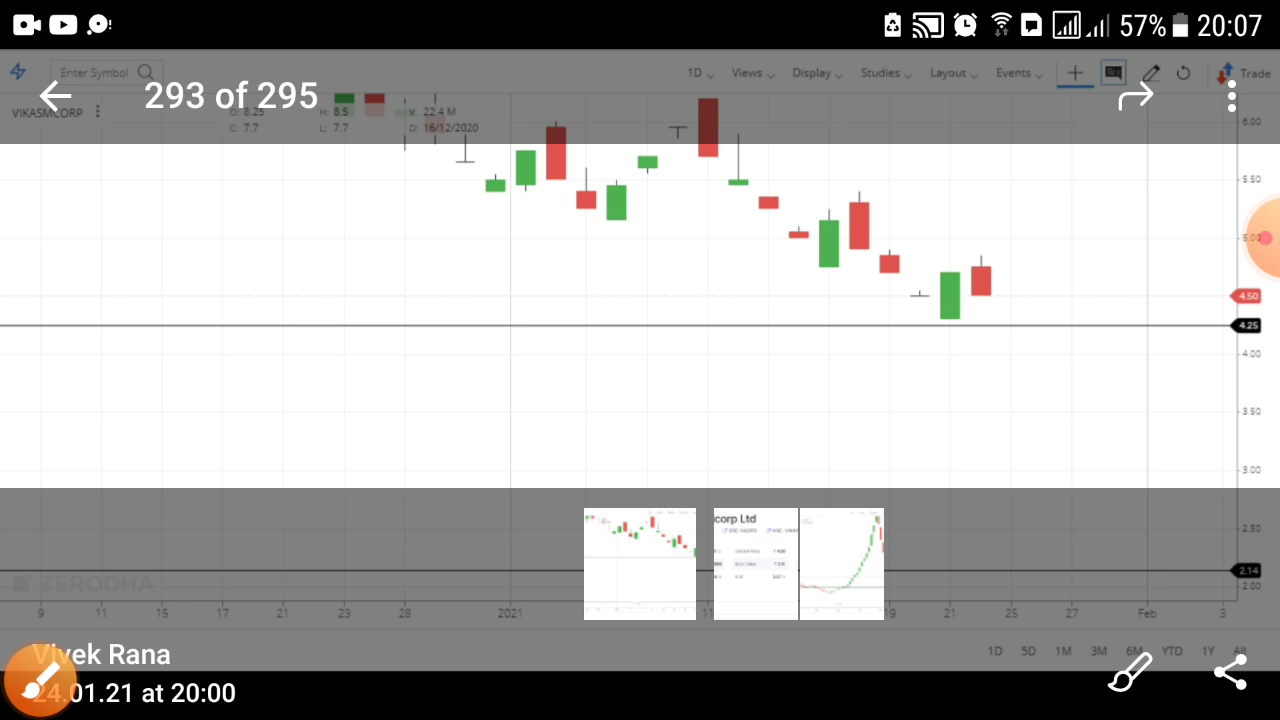 57% 20:07
Enter Symbol 1D Views Display Studies Layout Events Trade
293 of 295
VIKASMCORP O: 8.25 H: 8.5 V: 22.4 M
C: 7.7 L: 7.7 D: 16/12/2020
6.00
5.50
5.00
4.50
4.25
4.00
3.50
3.00
corp Ltd
2.50
ZERODHA
2.14
2.00
9 11 15 17 21 23 28 2021 11 19 21 25 27 Feb 3
1D 5D 1M 3M 6M YTD 1Y All
Vivek Rana
24.01.21 at 20:00